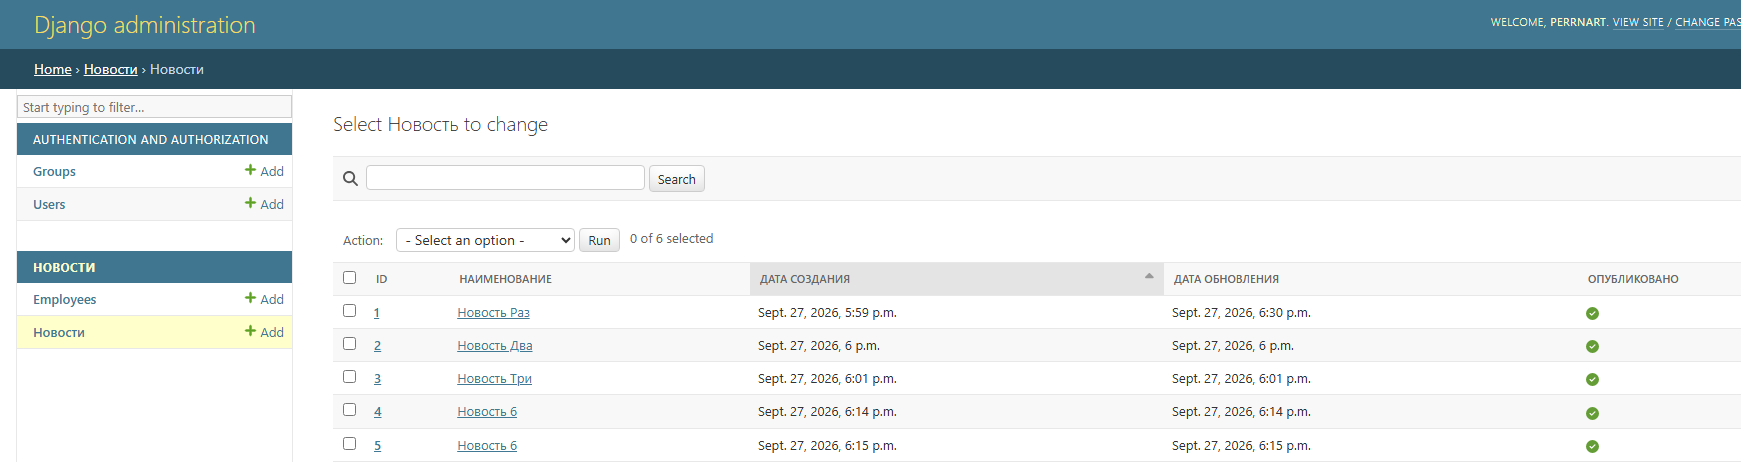 Django administration
WELCOME, PERRNART. VIEW SITE / CHANGE PAS
Home › Новости › Новости
Start typing to filter...
AUTHENTICATION AND AUTHORIZATION
Groups + Add
Users + Add
НОВОСТИ
Employees + Add
Новости + Add
Select Новость to change
Search
Action: - Select an option - Run 0 of 6 selected
ID НАИМЕНОВАНИЕ ДАТА СОЗДАНИЯ ДАТА ОБНОВЛЕНИЯ ОПУБЛИКОВАНО
1 Новость Раз Sept. 27, 2026, 5:59 p.m. Sept. 27, 2026, 6:30 p.m.
2 Новость Два Sept. 27, 2026, 6 p.m. Sept. 27, 2026, 6 p.m.
3 Новость Три Sept. 27, 2026, 6:01 p.m. Sept. 27, 2026, 6:01 p.m.
4 Новость 6 Sept. 27, 2026, 6:14 p.m. Sept. 27, 2026, 6:14 p.m.
5 Новость 6 Sept. 27, 2026, 6:15 p.m. Sept. 27, 2026, 6:15 p.m.